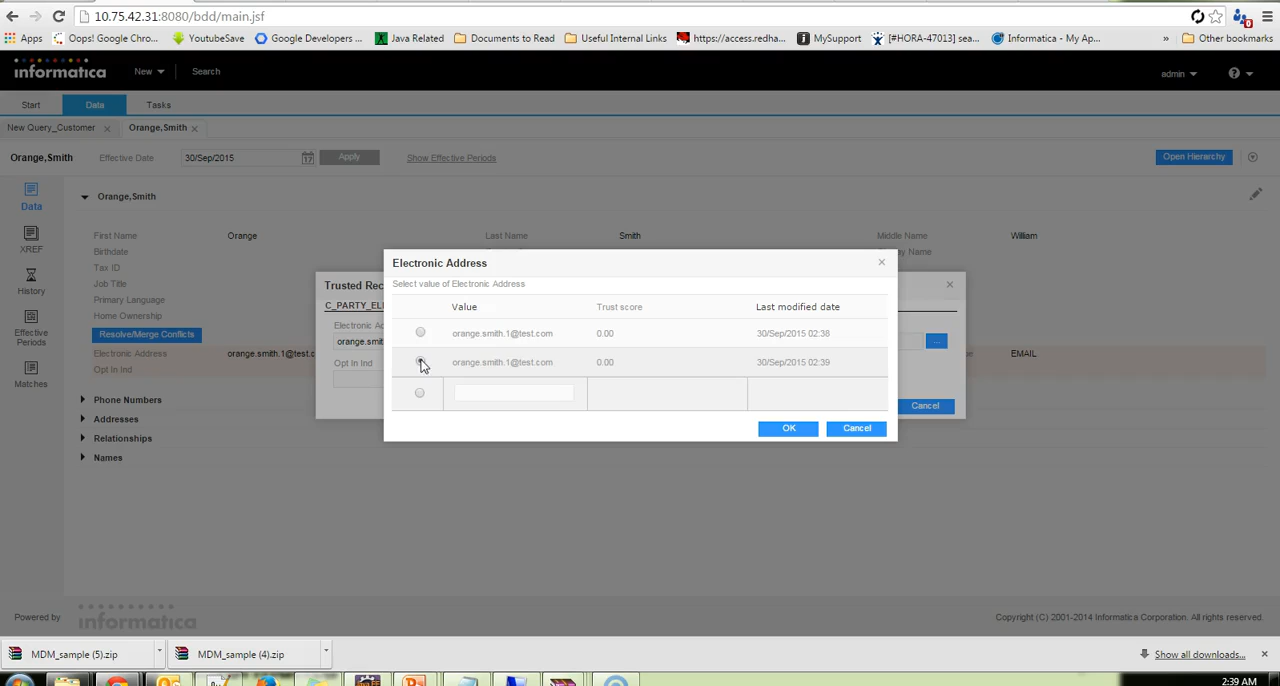 10.75.42.31:8080/bdd/main.jsf
Apps Oops! Google Chro... YoutubeSave Google Developers ... Java Related Documents to Read Useful Internal Links https://access.redha... MySupport [#HORA-47013] sea... Informatica - My Ap... » Other bookmarks
informatica New Search admin
Start Data Tasks
New Query_Customer Orange,Smith
Orange,Smith Effective Date 30/Sep/2015 17 Apply Show Effective Periods Open Hierarchy
Data
XREF
History
Effective
Periods
Matches
Orange,Smith
First Name Orange Last Name Smith Middle Name William
Birthdate
Tax ID
Job Title
Primary Language
Home Ownership
Resolve/Merge Conflicts
Electronic Address orange.smith.1@test.c EMAIL
Opt In Ind
Phone Numbers
Addresses
Relationships
Names
Trusted Rec
C_PARTY_EL
Electronic Ad
orange.smit
Opt In Ind
...
Cancel
Electronic Address
Select value of Electronic Address
Value Trust score Last modified date
orange.smith.1@test.com 0.00 30/Sep/2015 02:38
orange.smith.1@test.com 0.00 30/Sep/2015 02:39
OK Cancel
Powered by informatica Copyright (C) 2001-2014 Informatica Corporation. All rights reserved.
MDM_sample (5).zip MDM_sample (4).zip Show all downloads...
2:39 AM